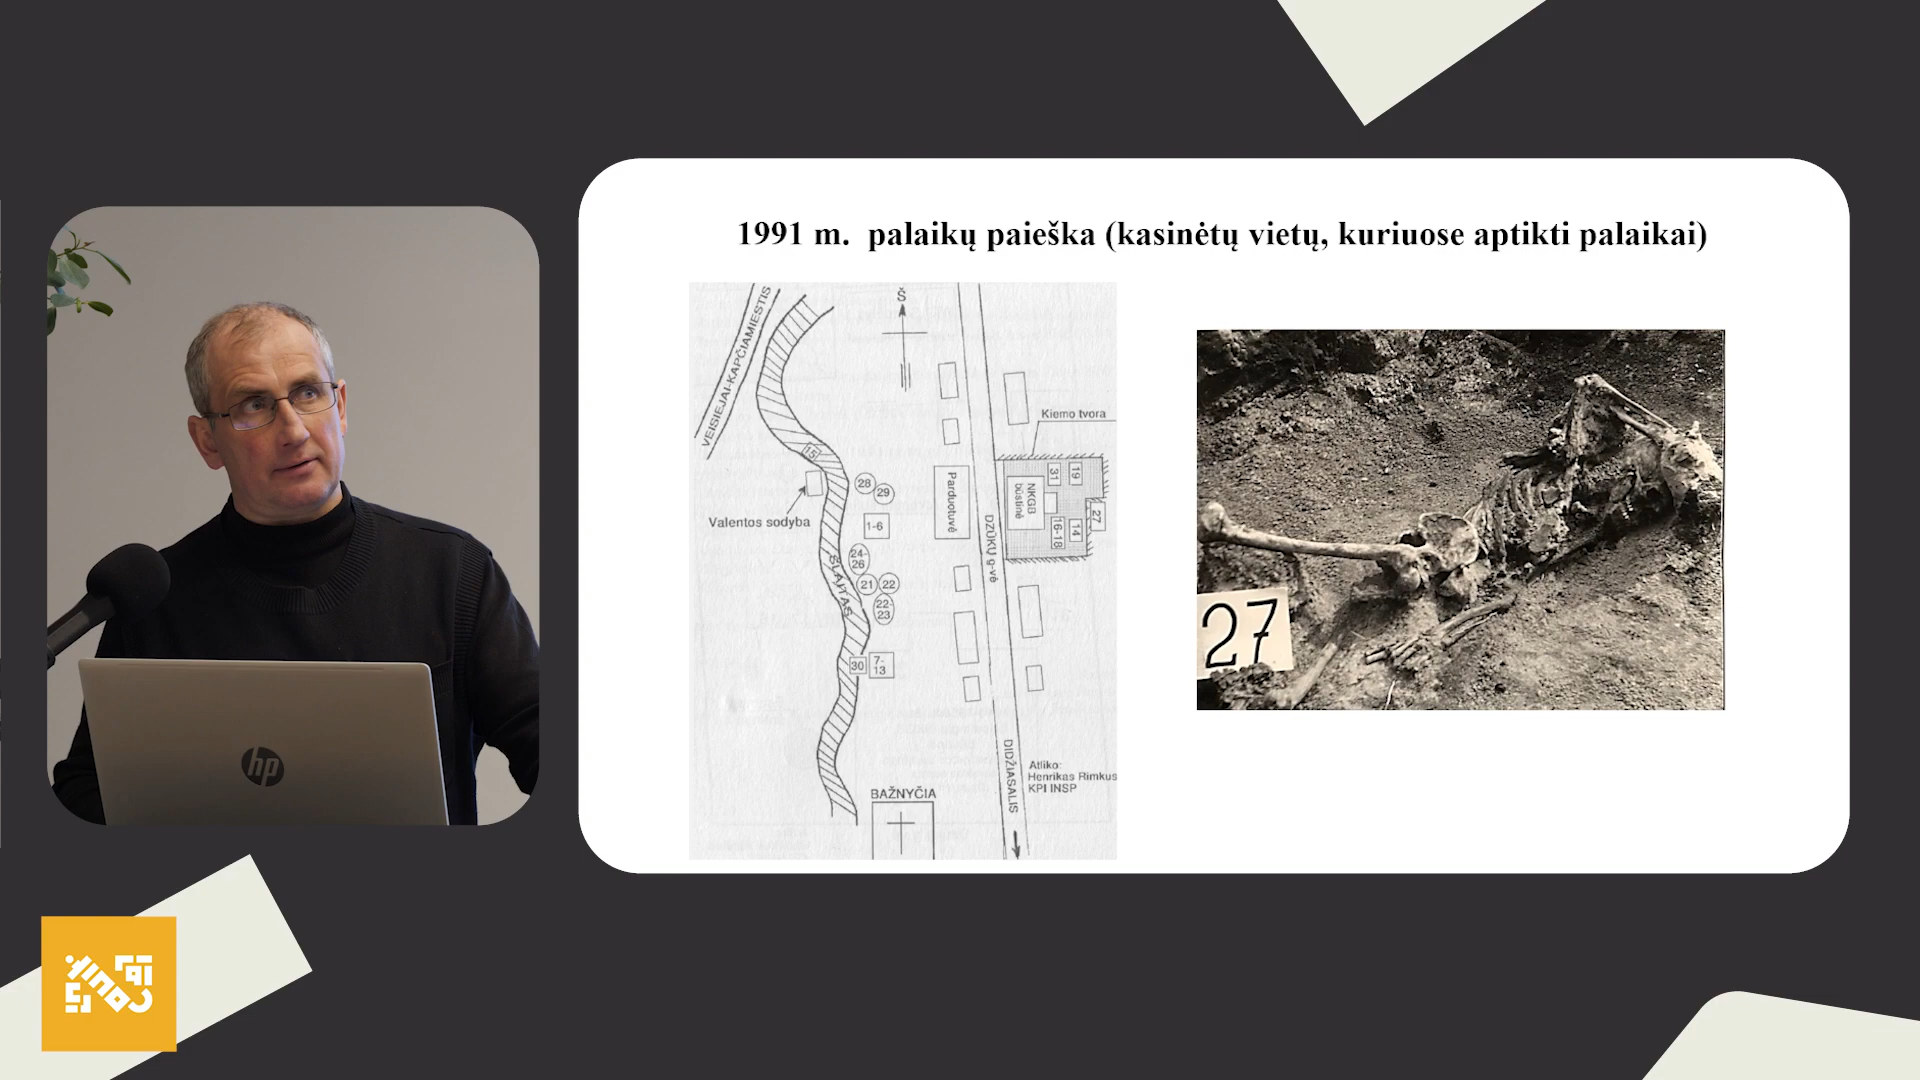 1991 m. palaikų paieška (kasinėtų vietų, kuriuose aptikti palaikai)
VEISIEJAI-KAPČIAMIESTIS
Š
Kiemo tvora
15
28
29
Valentos sodyba
1-6
Parduotuvė
NKGB
būstinė
31
19
27
16-18
14
DZŪKŲ g-vė
24-
26
ŠLAITAS
21
22
22-
23
30
7-
13
DIDŽIASALIS
Atliko:
Henrikas Rimkus
KPI INSP
BAŽNYČIA
27
hp